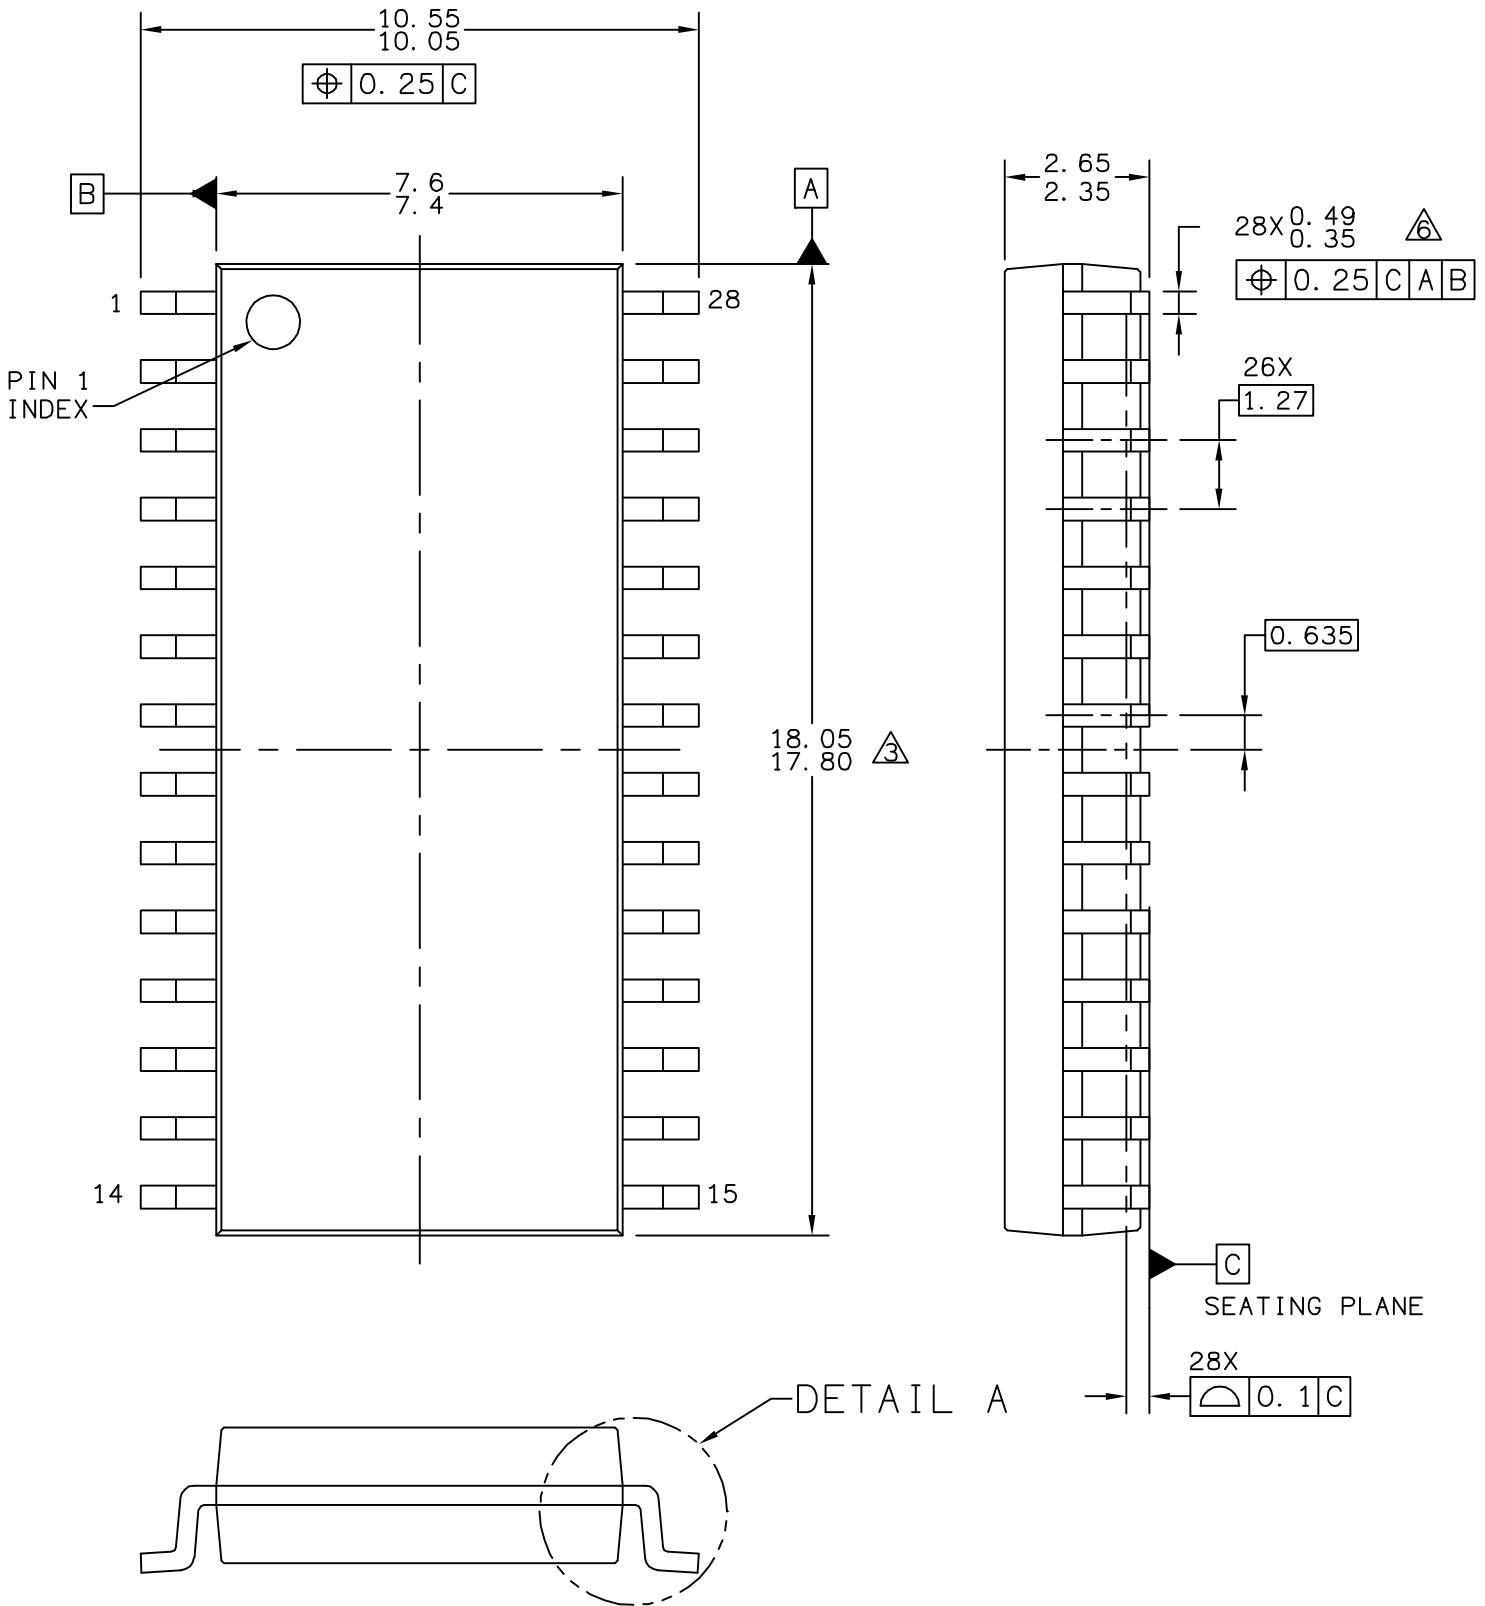 10.55
10.05
0.25 C
B
7.6
7.4
A
2.65
2.35
28X 0.49
0.35
6
0.25 C A B
1
28
PIN 1
INDEX
26X
1.27
0.635
18.05
17.80
3
14
15
C
SEATING PLANE
28X
0.1 C
DETAIL A